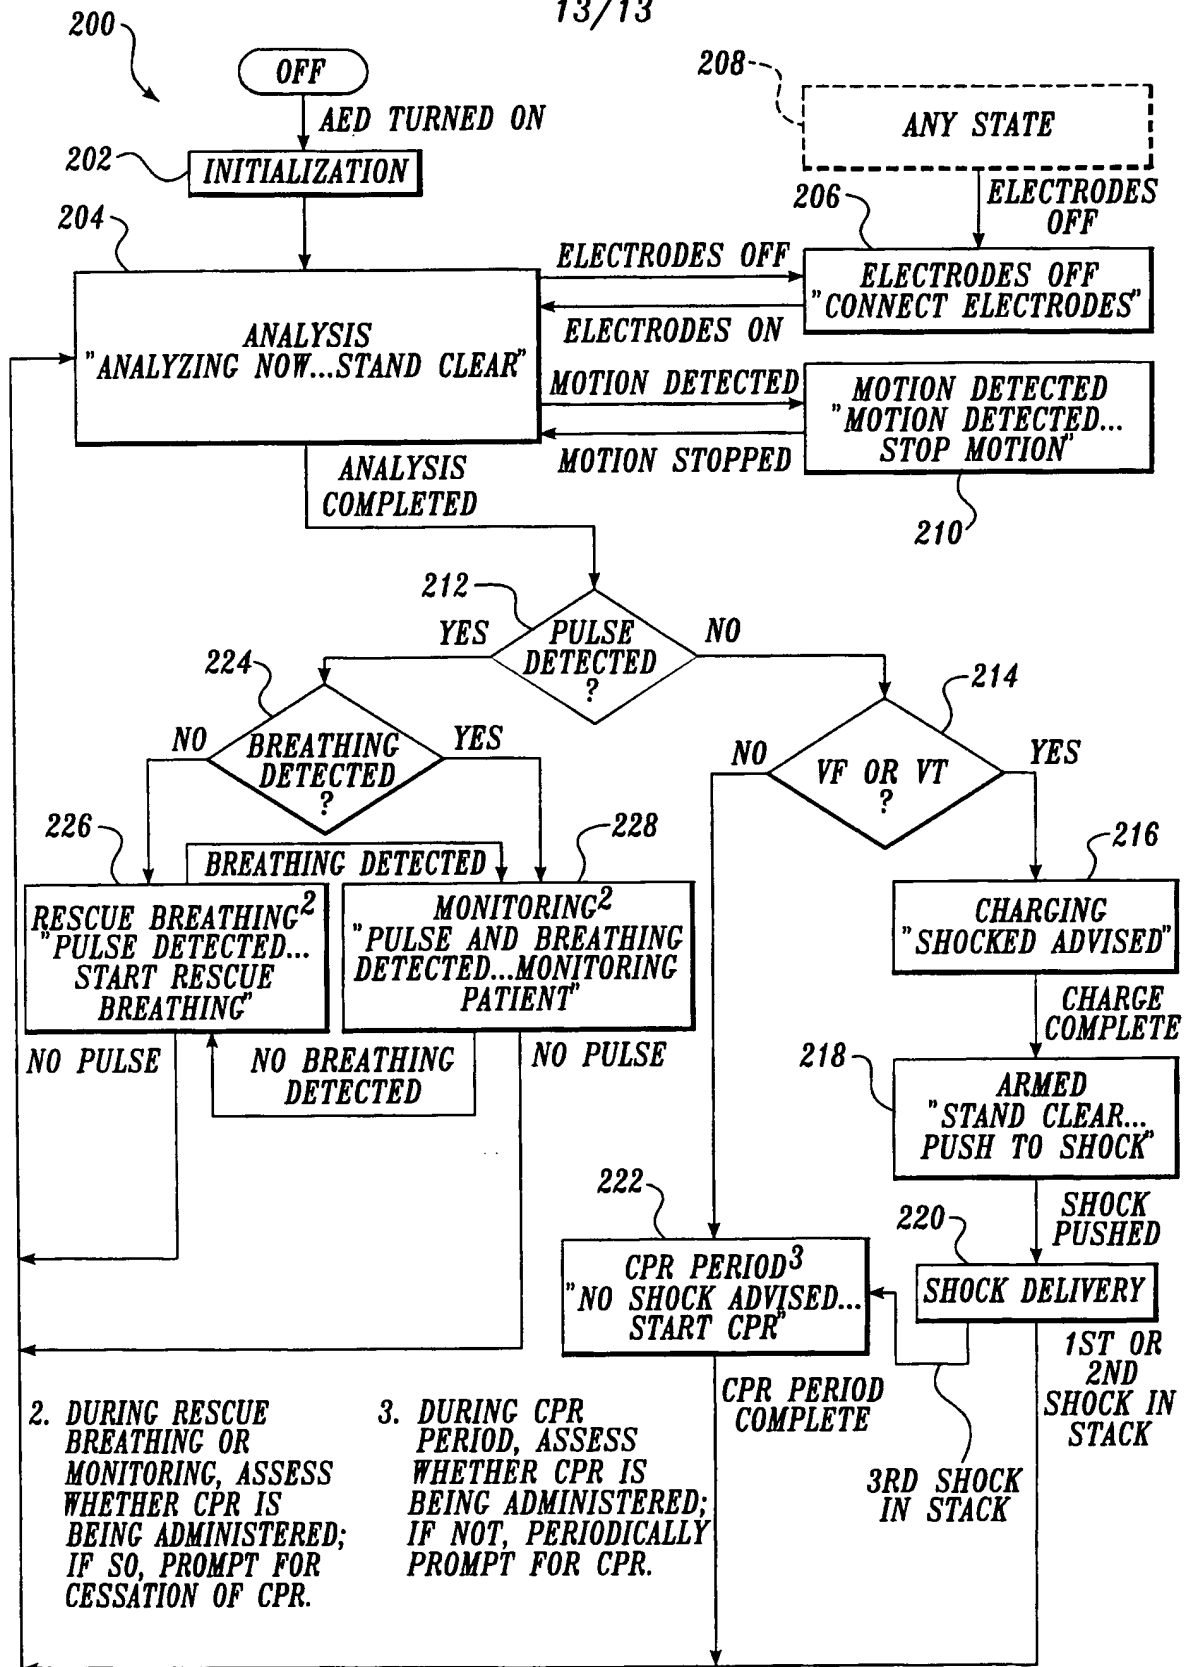 13/13
200
OFF
AED TURNED ON
202
INITIALIZATION
208
ANY STATE
ELECTRODES
OFF
204
206
ELECTRODES OFF
ELECTRODES OFF
"CONNECT ELECTRODES"
ELECTRODES ON
ANALYSIS
"ANALYZING NOW...STAND CLEAR"
MOTION DETECTED
MOTION DETECTED
"MOTION DETECTED...
STOP MOTION"
MOTION STOPPED
210
ANALYSIS
COMPLETED
212
PULSE
DETECTED
?
YES
NO
224
BREATHING
DETECTED
?
NO
YES
214
VF OR VT
?
NO
YES
226
BREATHING DETECTED
228
216
RESCUE BREATHING2
"PULSE DETECTED...
START RESCUE
BREATHING"
MONITORING2
"PULSE AND BREATHING
DETECTED...MONITORING
PATIENT"
CHARGING
"SHOCKED ADVISED"
CHARGE
COMPLETE
NO PULSE
NO BREATHING
DETECTED
NO PULSE
218
ARMED
"STAND CLEAR...
PUSH TO SHOCK"
SHOCK
PUSHED
222
220
CPR PERIOD3
"NO SHOCK ADVISED...
START CPR"
SHOCK DELIVERY
1ST OR
2ND
SHOCK IN
STACK
CPR PERIOD
COMPLETE
3RD SHOCK
IN STACK
2. DURING RESCUE
BREATHING OR
MONITORING, ASSESS
WHETHER CPR IS
BEING ADMINISTERED;
IF SO, PROMPT FOR
CESSATION OF CPR.
3. DURING CPR
PERIOD, ASSESS
WHETHER CPR IS
BEING ADMINISTERED;
IF NOT, PERIODICALLY
PROMPT FOR CPR.